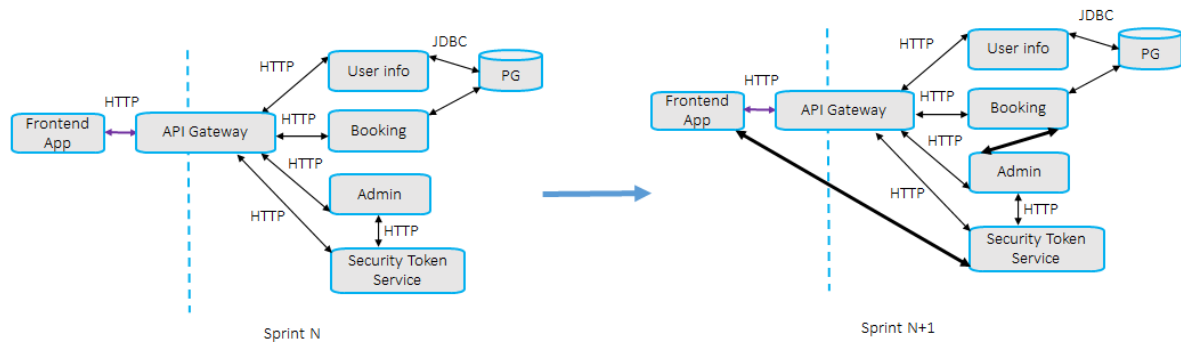 JDBC
HTTP
User info
PG
HTTP
HTTP
Frontend
App
API Gateway
Booking
HTTP
Admin
HTTP
HTTP
Security Token
Service
Sprint N
JDBC
HTTP
User info
PG
HTTP
HTTP
Frontend
App
API Gateway
Booking
HTTP
Admin
HTTP
HTTP
Security Token
Service
Sprint N+1